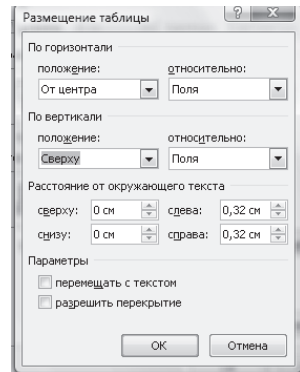 Размещение таблицы
По горизонтали
положение: относительно:
От центра Поля
По вертикали
положение: относительно:
Сверху Поля
Расстояние от окружающего текста
сверху: 0 см слева: 0,32 см
снизу: 0 см справа: 0,32 см
Параметры
перемещать с текстом
разрешить перекрытие
ОК Отмена